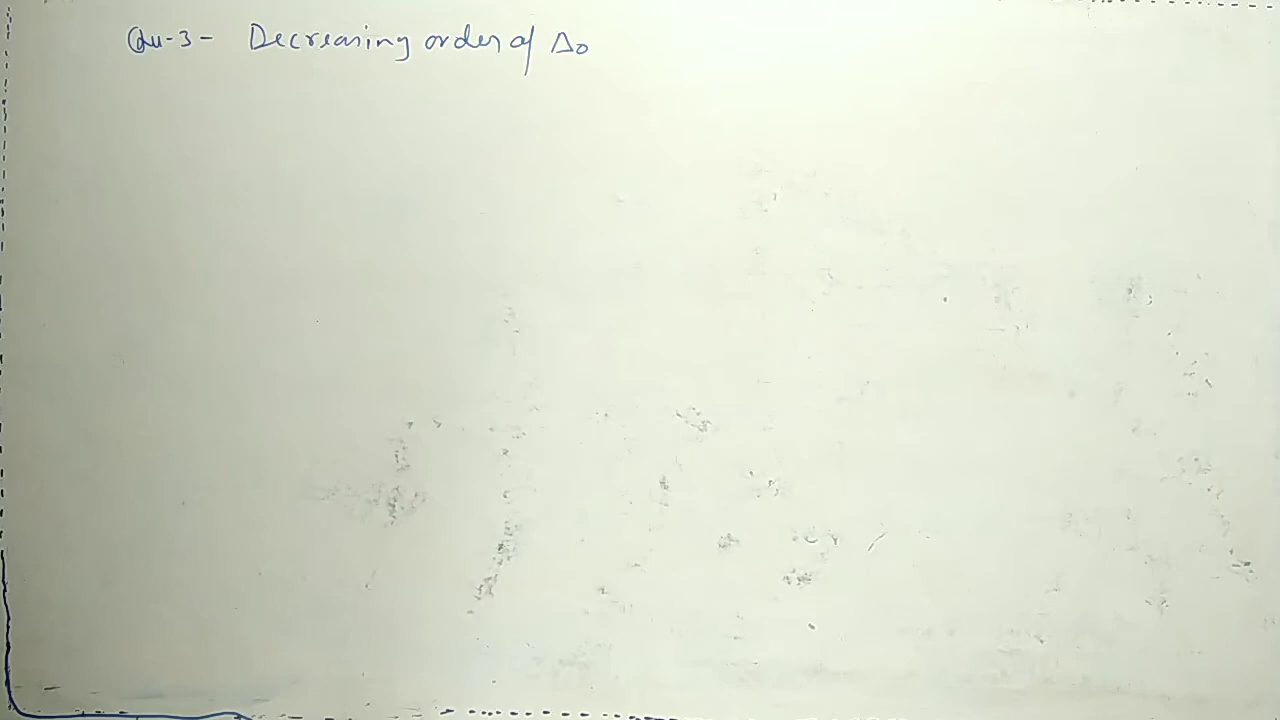 Qu-3- Decreasing order of Δo